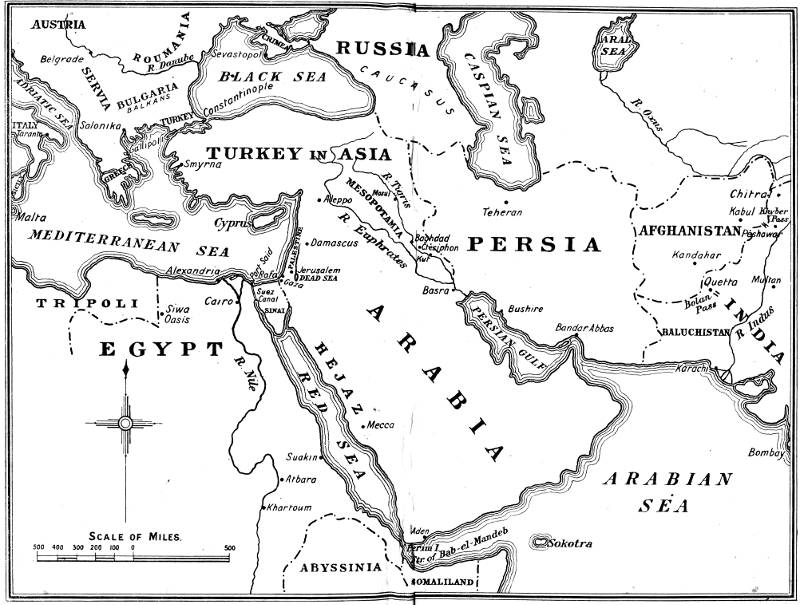 AUSTRIA
ROUMANIA
R. Danube
Belgrade
SERVIA
BULGARIA
BALKANS
ADRIATIC SEA
ITALY
Taranto
Salonika
TURKEY
Gallipoli
Constantinople
GREECE
Sevastopol
CRIMEA
BLACK SEA
RUSSIA
CAUCASUS
CASPIAN SEA
ARAL SEA
R. Oxus
Smyrna
TURKEY IN ASIA
Malta
MEDITERRANEAN SEA
Cyprus
Aleppo
Mosul
R. Tigris
MESOPOTAMIA
R. Euphrates
Damascus
PALESTINE
Jerusalem
DEAD SEA
Gaza
Rafa
Port Said
Suez Canal
SINAI
Alexandria
Cairo
Baghdad
Ctesiphon
Kut
Basra
Teheran
PERSIA
Bushire
PERSIAN GULF
Bandar Abbas
AFGHANISTAN
Chitral
Kabul
Khyber Pass
Peshawar
Kandahar
Quetta
Bolan Pass
Multan
BALUCHISTAN
INDIA
R. Indus
Karachi
Bombay
TRIPOLI
Siwa Oasis
EGYPT
R. Nile
ARABIA
HEJAZ
RED SEA
Mecca
Suakin
Atbara
Khartoum
ABYSSINIA
Aden
Perim I
Str of Bab-el-Mandeb
SOMALILAND
Sokotra
ARABIAN SEA
SCALE OF MILES.
500 400 300 200 100 0 500